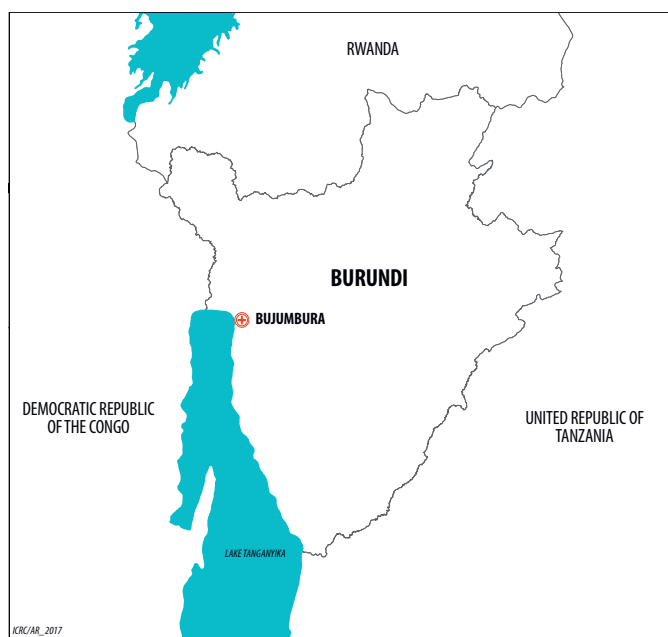 RWANDA
BURUNDI
BUJUMBURA
DEMOCRATIC REPUBLIC
OF THE CONGO
UNITED REPUBLIC OF
TANZANIA
LAKE TANGANYIKA
ICRC/AR_2017